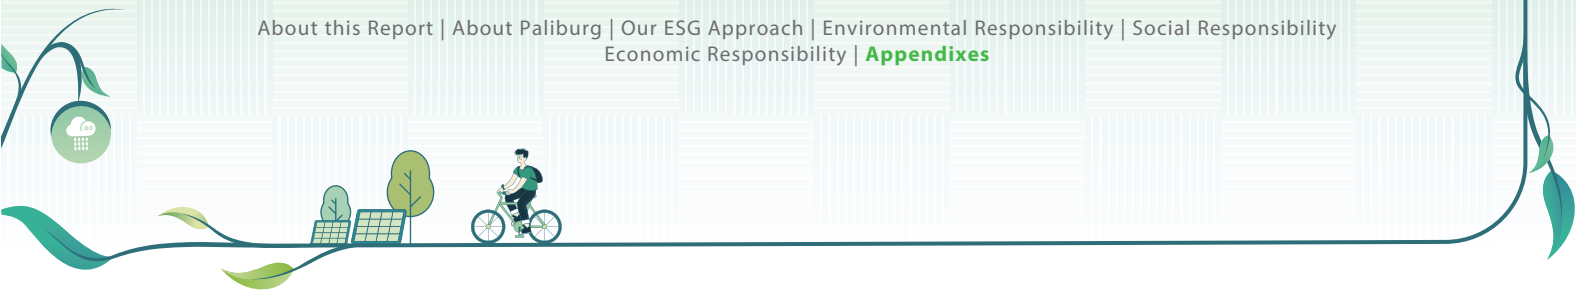 About this Report | About Paliburg | Our ESG Approach | Environmental Responsibility | Social Responsibility
Economic Responsibility | Appendixes